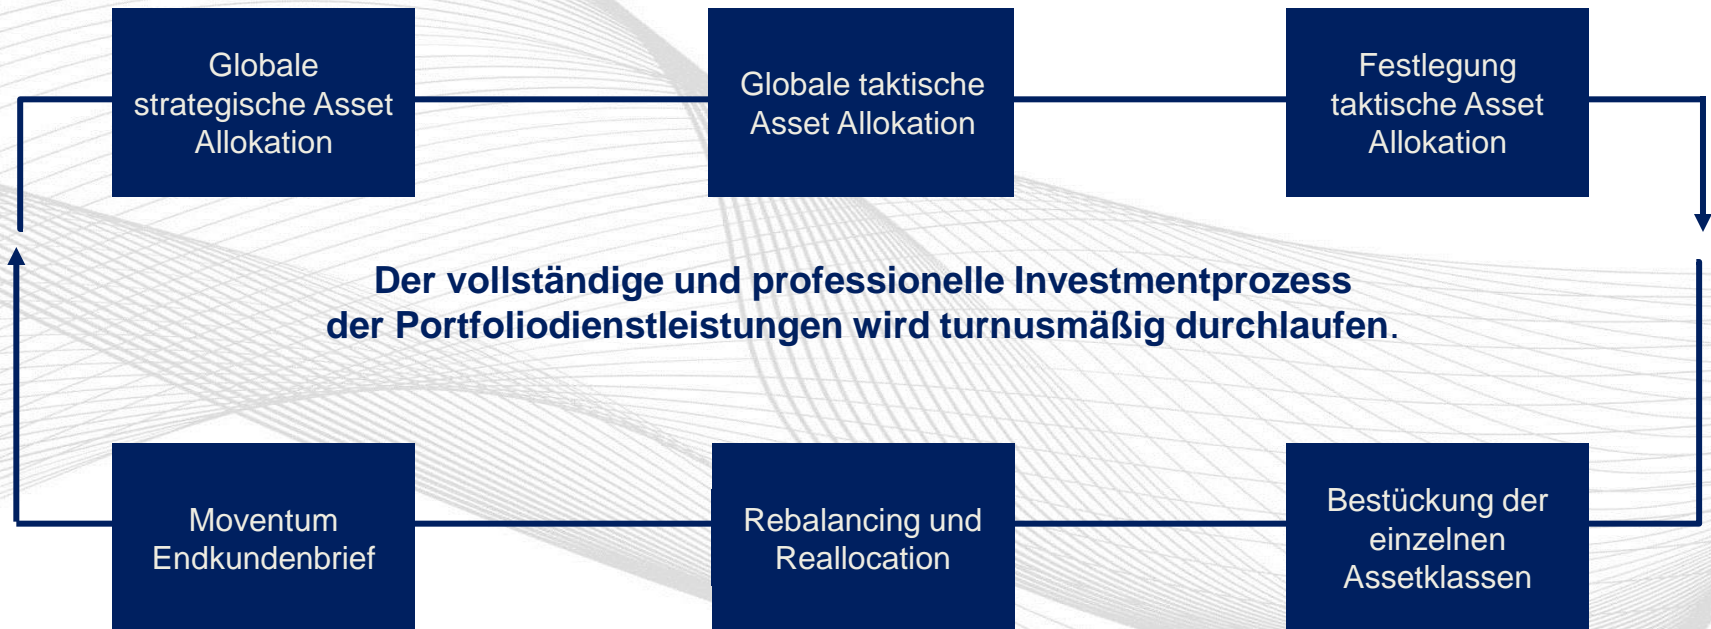 Globale
strategische Asset
Allokation
Globale taktische
Asset Allokation
Festlegung
taktische Asset
Allokation
Der vollständige und professionelle Investmentprozess
der Portfoliodienstleistungen wird turnusmäßig durchlaufen.
Moventum
Endkundenbrief
Rebalancing und
Reallocation
Bestückung der
einzelnen
Assetklassen